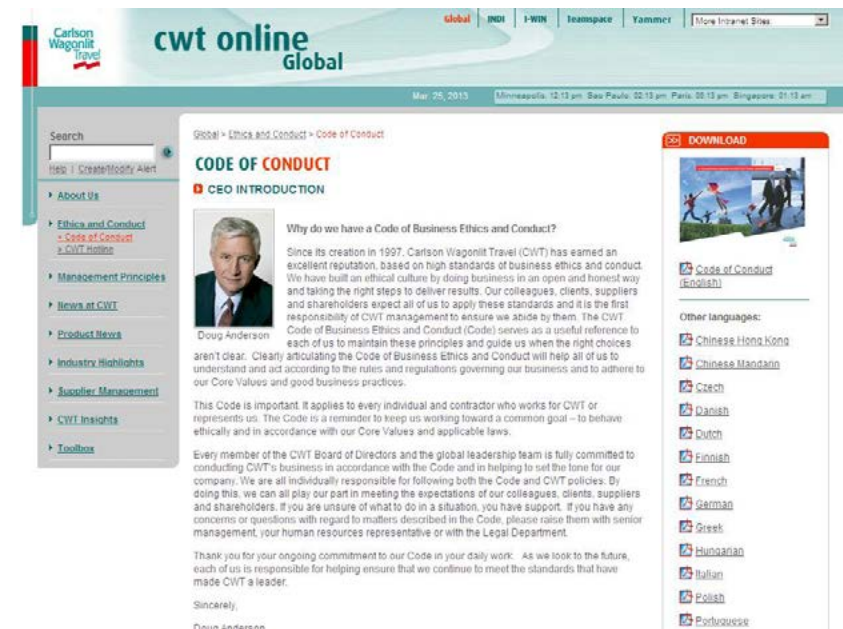 Carlson
Wagonlit
Travel
cwt online
Global
Global | INDI | I-WIN | Teamspace | Yammer | More Intranet Sites
Mar. 25, 2013
Minneapolis: 12:13 pm Sao Paulo: 02:13 pm Paris: 06:13 pm Singapore: 01:13 am
Search
Help | Create/Modify Alert
About Us
Ethics and Conduct
Code of Conduct
> CWT Hotline
Management Principles
News at CWT
Product News
Industry Highlights
Supplier Management
CWT Insights
Toolbox
Global > Ethics and Conduct > Code of Conduct
CODE OF CONDUCT
CEO INTRODUCTION
Doug Anderson
Why do we have a Code of Business Ethics and Conduct?
Since its creation in 1997, Carlson Wagonlit Travel (CWT) has earned an
excellent reputation, based on high standards of business ethics and conduct.
We have built an ethical culture by doing business in an open and honest way
and taking the right steps to deliver results. Our colleagues, clients, suppliers
and shareholders expect all of us to apply these standards and it is the first
responsibility of CWT management to ensure we abide by them. The CWT
Code of Business Ethics and Conduct (Code) serves as a useful reference to
each of us to maintain these principles and guide us when the right choices
aren't clear. Clearly articulating the Code of Business Ethics and Conduct will help all of us to
understand and act according to the rules and regulations governing our business and to adhere to
our Core Values and good business practices.
This Code is important. It applies to every individual and contractor who works for CWT or
represents us. The Code is a reminder to keep us working toward a common goal – to behave
ethically and in accordance with our Core Values and applicable laws.
Every member of the CWT Board of Directors and the global leadership team is fully committed to
conducting CWT's business in accordance with the Code and in helping to set the tone for our
company. We are all individually responsible for following both the Code and CWT policies. By
doing this, we can all play our part in meeting the expectations of our colleagues, clients, suppliers
and shareholders. If you are unsure of what to do in a situation, you have support. If you have any
concerns or questions with regard to matters described in the Code, please raise them with senior
management, your human resources representative or with the Legal Department.
Thank you for your ongoing commitment to our Code in your daily work. As we look to the future,
each of us is responsible for helping ensure that we continue to meet the standards that have
made CWT a leader.
Sincerely,
Doug Anderson
DOWNLOAD
Code of Conduct
(English)
Other languages:
Chinese Hong Kong
Chinese Mandarin
Czech
Danish
Dutch
Finnish
French
German
Greek
Hungarian
Italian
Polish
Portuguese